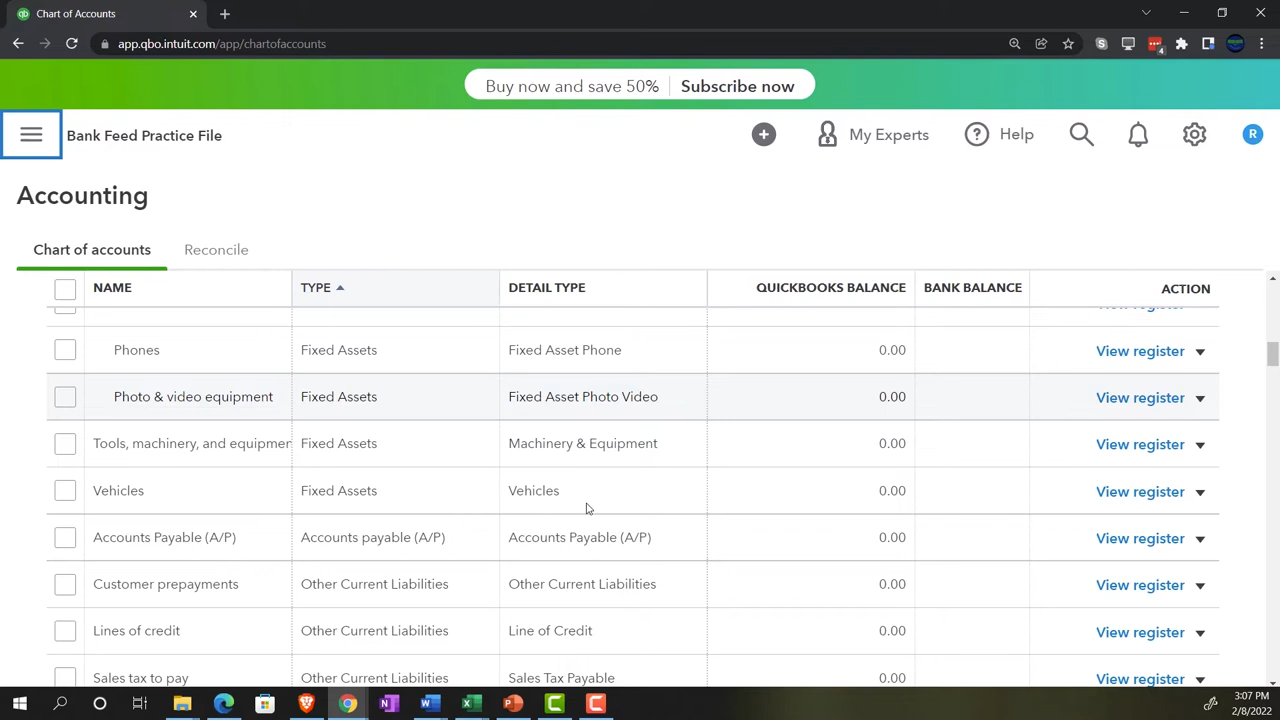 Chart of Accounts
app.qbo.intuit.com/app/chartofaccounts
4
Buy now and save 50% Subscribe now
Bank Feed Practice File My Experts Help R
Accounting
Chart of accounts Reconcile
NAME TYPE DETAIL TYPE QUICKBOOKS BALANCE BANK BALANCE ACTION
View register
Phones Fixed Assets Fixed Asset Phone 0.00 View register
Photo & video equipment Fixed Assets Fixed Asset Photo Video 0.00 View register
Tools, machinery, and equipmen Fixed Assets Machinery & Equipment 0.00 View register
Vehicles Fixed Assets Vehicles 0.00 View register
Accounts Payable (A/P) Accounts payable (A/P) Accounts Payable (A/P) 0.00 View register
Customer prepayments Other Current Liabilities Other Current Liabilities 0.00 View register
Lines of credit Other Current Liabilities Line of Credit 0.00 View register
Sales tax to pay Other Current Liabilities Sales Tax Payable 0.00 View register
3:07 PM
2/8/2022